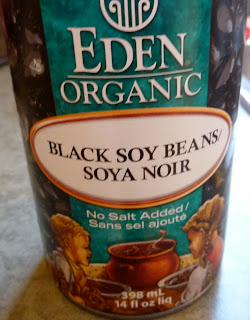 EDEN
ORGANIC
BLACK SOY BEANS/
SOYA NOIR
No Salt Added/
Sans sel ajouté
398 mL
14 fl oz liq